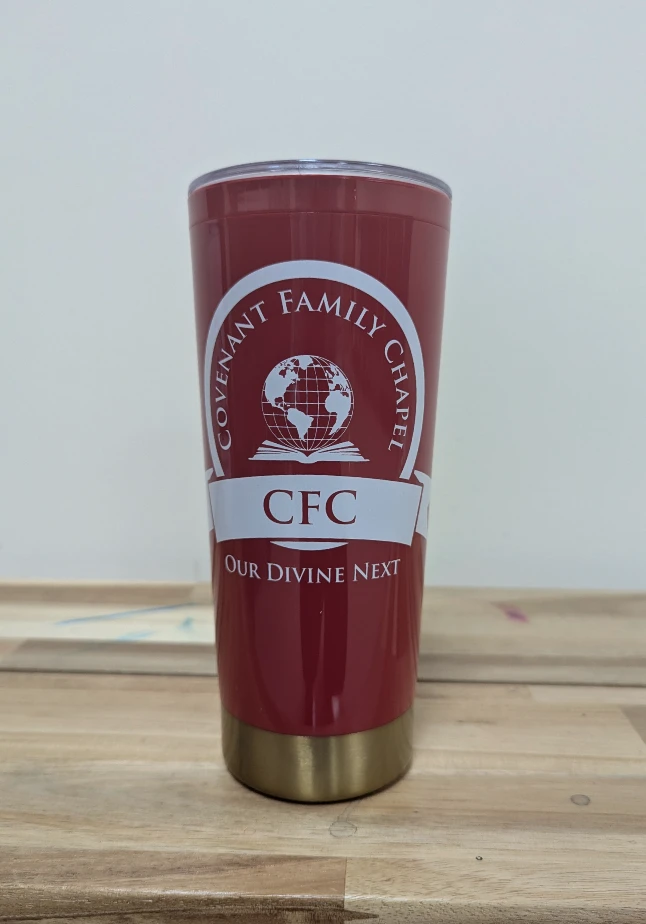 Covenant Family Chapel
CFC
Our Divine Next